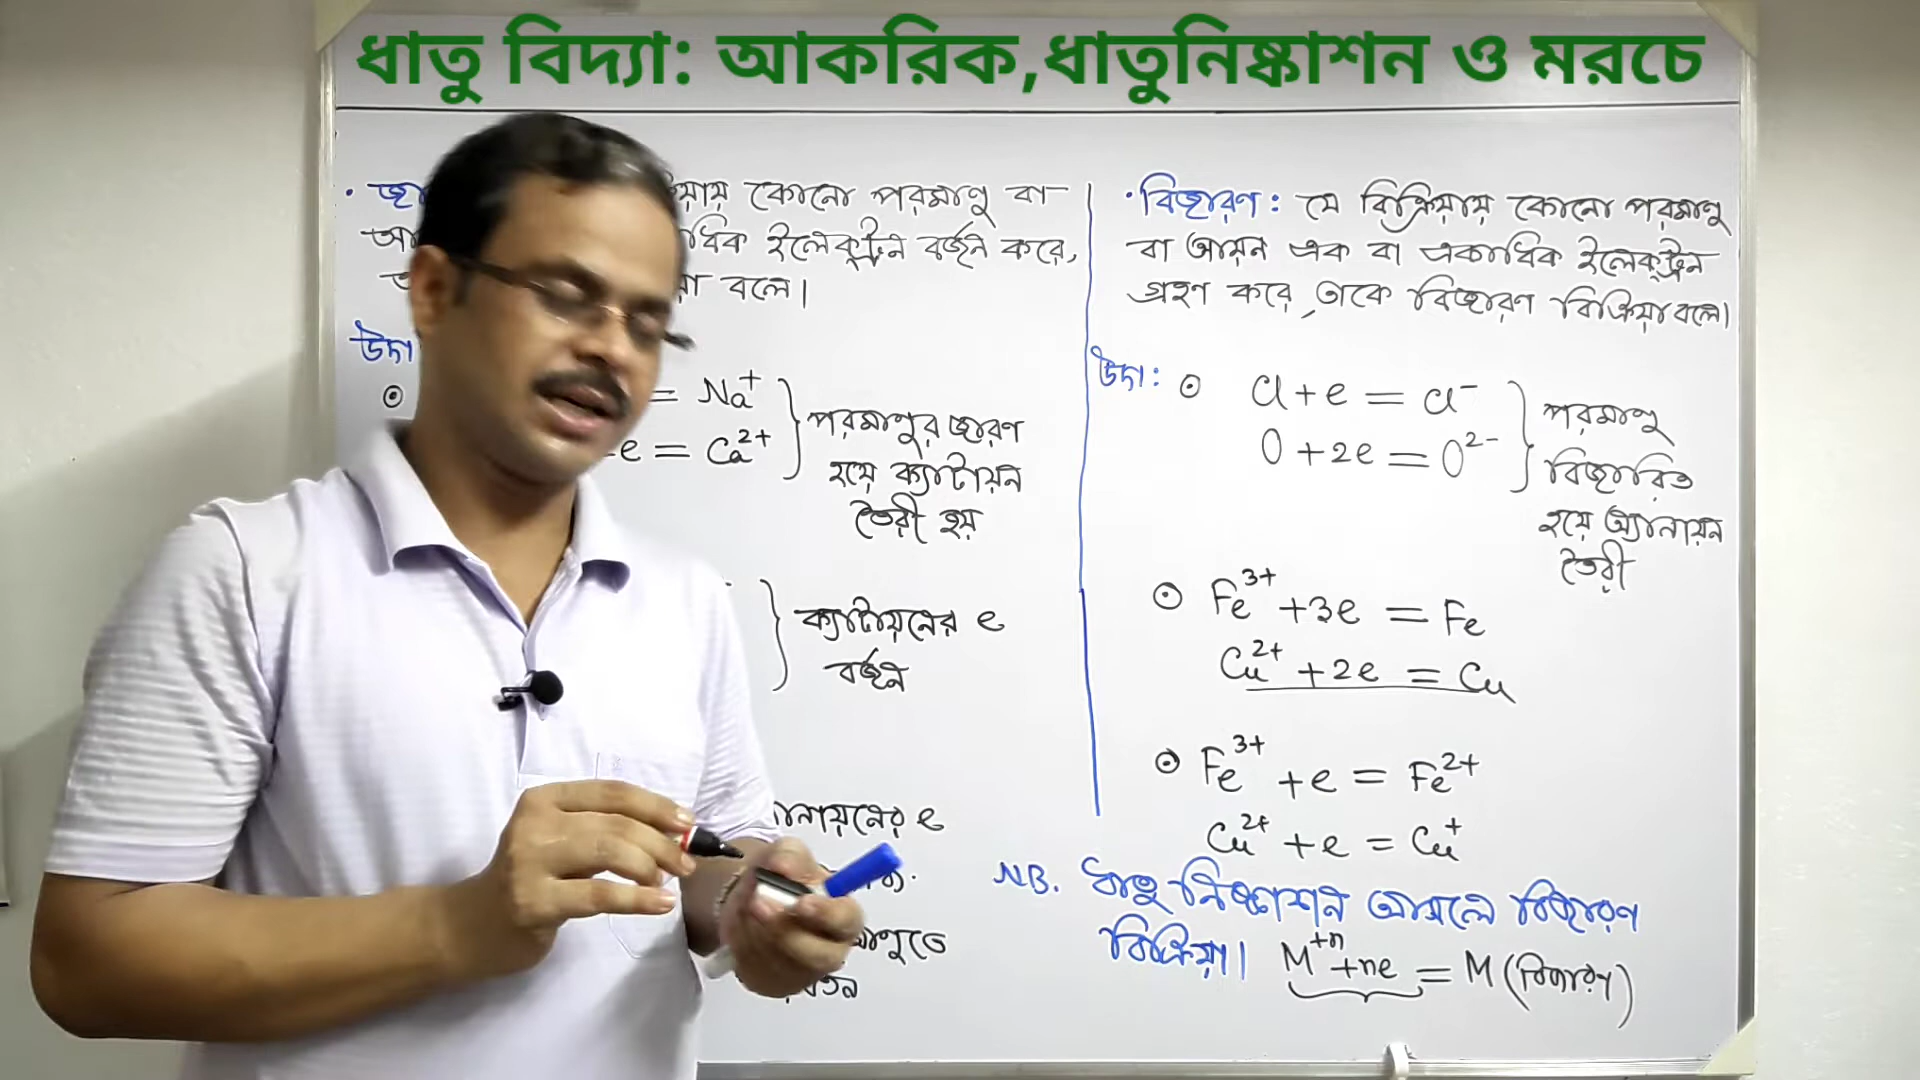 ধাতু বিদ্যা: আকরিক,ধাতুনিষ্কাশন ও মরচে
কোনো পরমাণু বা
ইলেকট্রন বর্জন করে,
বলে।
উদা
= Na⁺
e = Ca²⁺
পরমাণুর জারণ
হয়ে ক্যাটায়ন
তৈরী হয়
ক্যাটায়নের e
বর্জন
e
• বিজারণ: যে বিক্রিয়ায় কোনো পরমাণু
বা আয়ন এক বা একাধিক ইলেকট্রন
গ্রহণ করে, তাকে বিজারণ বিক্রিয়া বলে।
উদা: ⊙ Cl + e = Cl⁻
O + 2e = O²⁻
পরমাণু
বিজারিত
হয়ে অ্যানায়ন
তৈরী
⊙ Fe³⁺ + 3e = Fe
Cu²⁺ + 2e = Cu
⊙ Fe³⁺ + e = Fe²⁺
Cu²⁺ + e = Cu⁺
NB. ধাতু নিষ্কাশন আসলে বিজারণ
বিক্রিয়া। M⁺ⁿ + ne = M (বিজারণ)